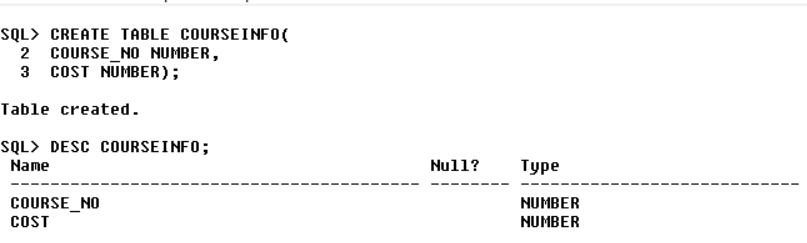 SQL> CREATE TABLE COURSEINFO(
  2  COURSE_NO NUMBER,
  3  COST NUMBER);
Table created.
SQL> DESC COURSEINFO;
 Name                                      Null?    Type
 ----------------------------------------- -------- ----------------------------
 COURSE_NO                                          NUMBER
 COST                                               NUMBER